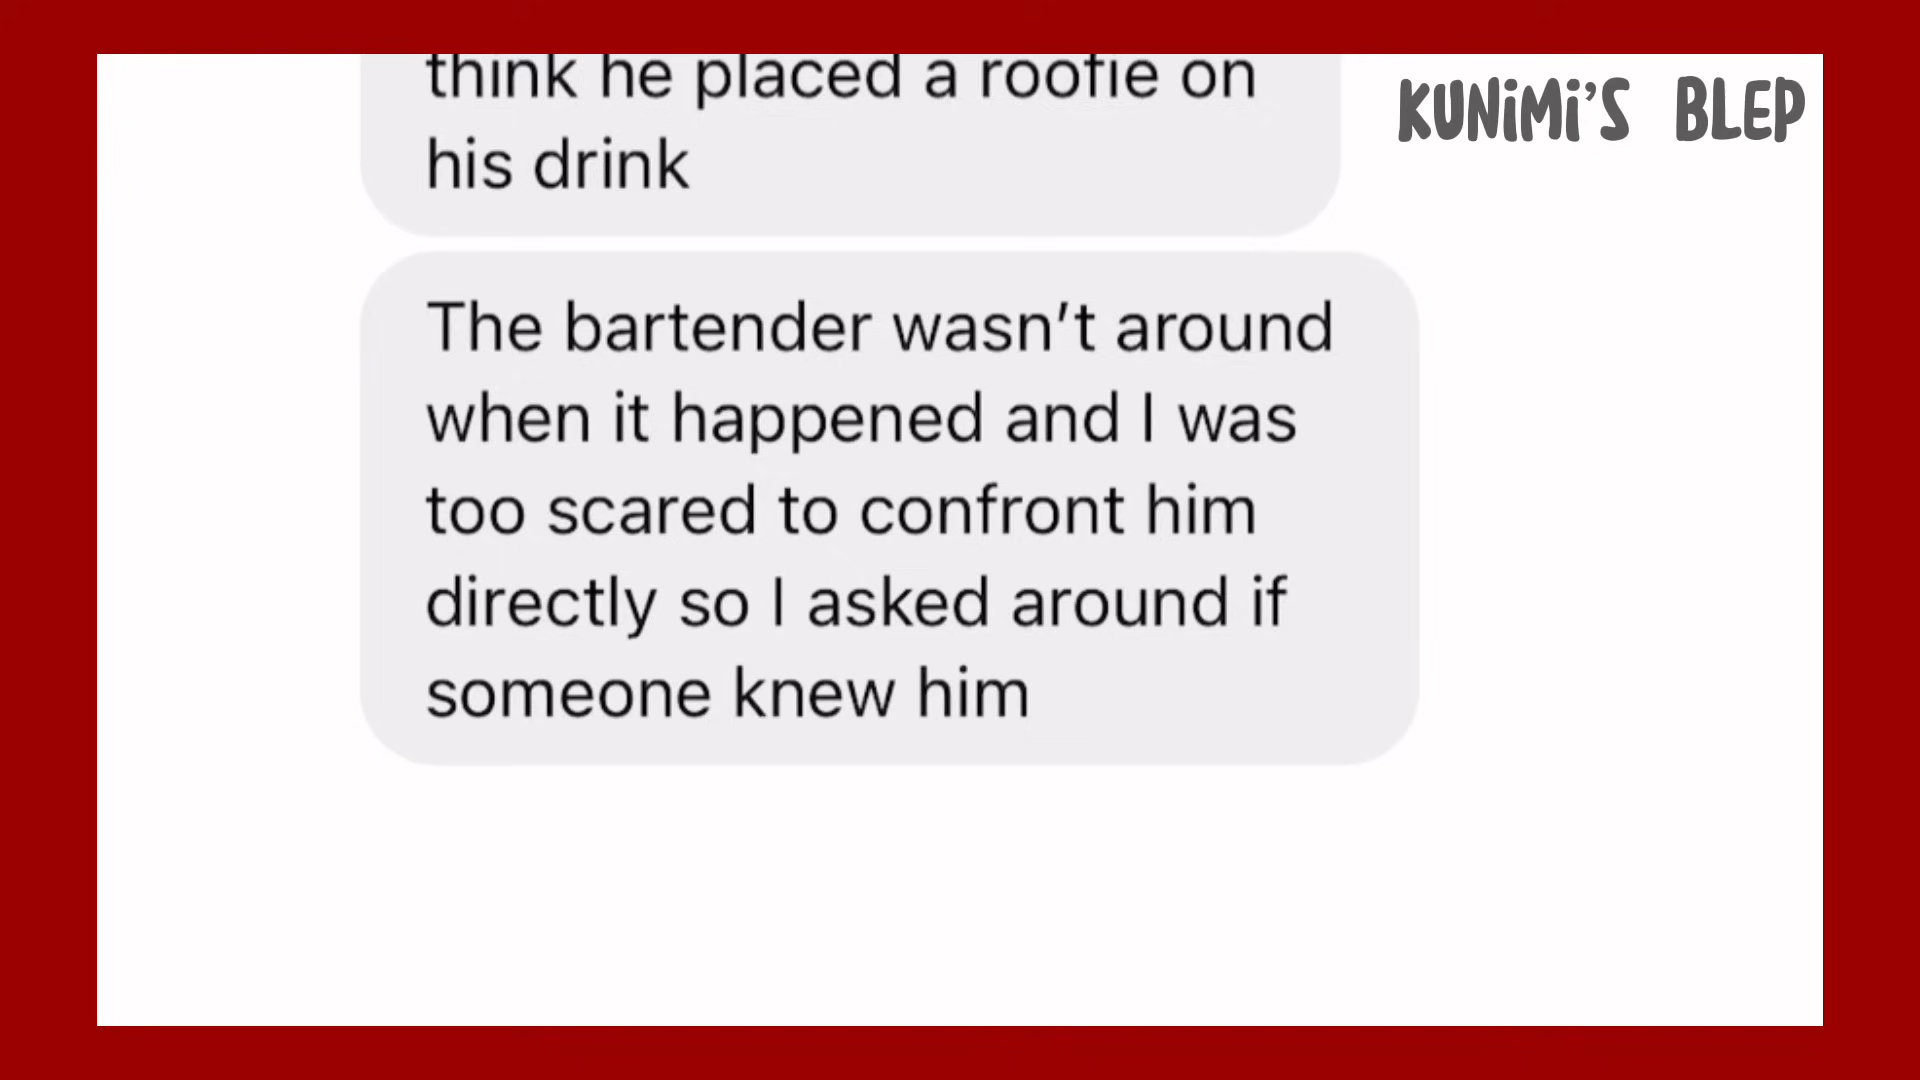 think he placed a roofie on
his drink
KUNiMi'S BLEP
The bartender wasn't around
when it happened and I was
too scared to confront him
directly so I asked around if
someone knew him